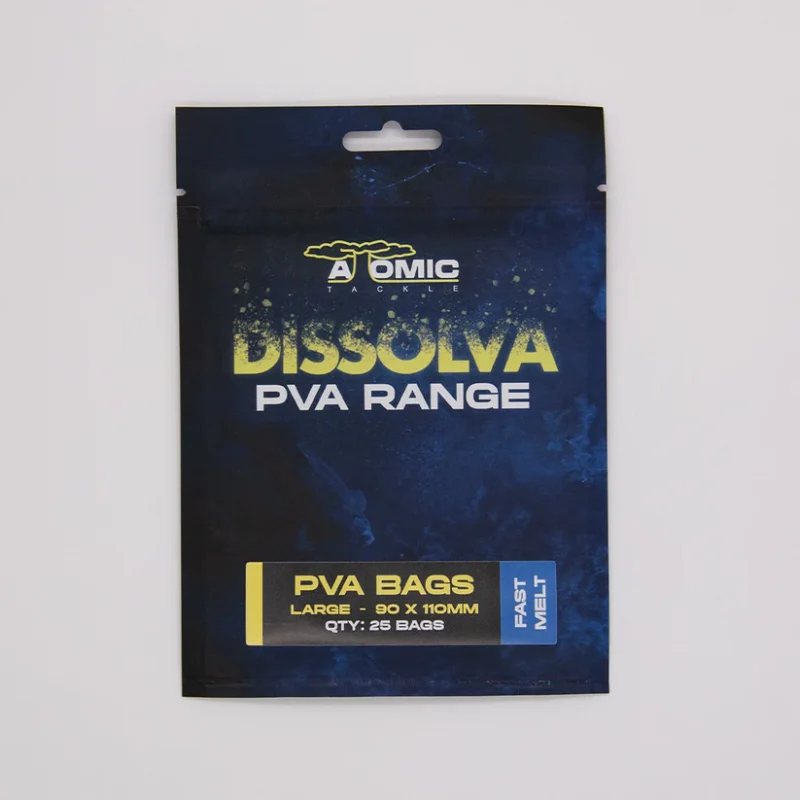 ATOMIC
TACKLE
DISSOLVA
PVA RANGE
PVA BAGS
LARGE - 90 X 110MM
QTY: 25 BAGS
FAST
MELT